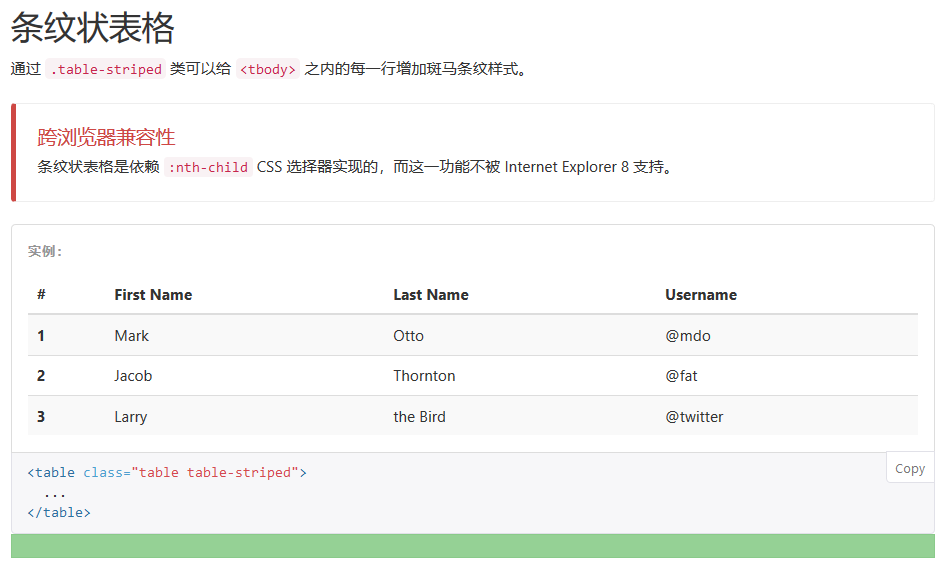 条纹状表格
通过 .table-striped 类可以给 <tbody> 之内的每一行增加斑马条纹样式。
跨浏览器兼容性
条纹状表格是依赖 :nth-child CSS 选择器实现的，而这一功能不被 Internet Explorer 8 支持。
实例：
# First Name Last Name Username
1 Mark Otto @mdo
2 Jacob Thornton @fat
3 Larry the Bird @twitter
Copy
<table class="table table-striped">
...
</table>